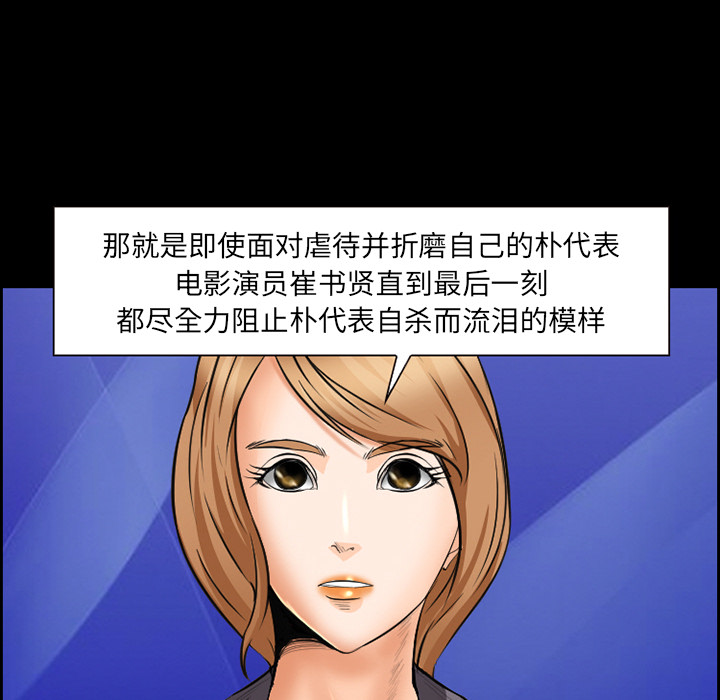 那就是即使面对虐待并折磨自己的朴代表
电影演员崔书贤直到最后一刻
都尽全力阻止朴代表自杀而流泪的模样